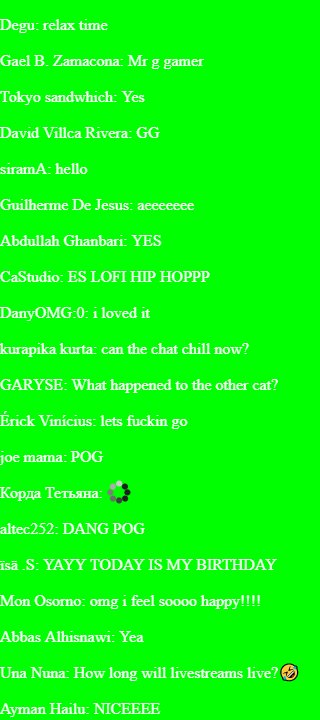 Degu: relax time
Gael B. Zamacona: Mr g gamer
Tokyo sandwhich: Yes
David Villca Rivera: GG
siramA: hello
Guilherme De Jesus: aeeeeeee
Abdullah Ghanbari: YES
CaStudio: ES LOFI HIP HOPPP
DanyOMG:0: i loved it
kurapika kurta: can the chat chill now?
GARYSE: What happened to the other cat?
Érick Vinícius: lets fuckin go
joe mama: POG
Корда Тетьяна:
altec252: DANG POG
ïsä .S: YAYY TODAY IS MY BIRTHDAY
Mon Osorno: omg i feel soooo happy!!!!
Abbas Alhisnawi: Yea
Una Nuna: How long will livestreams live?🤣
Ayman Hailu: NICEEEE